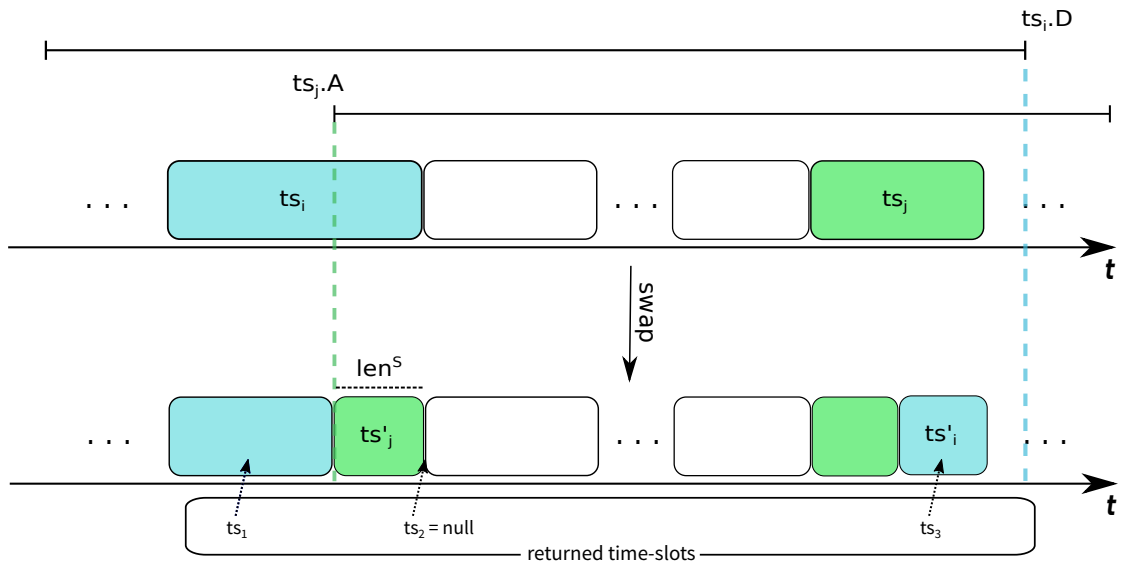 tsᵢ.D
tsⱼ.A
. . . tsᵢ . . . tsⱼ . . .
t
swap
lenˢ
. . . ts'ⱼ . . . ts'ᵢ . . .
t
ts₁ ts₂ = null ts₃
returned time-slots